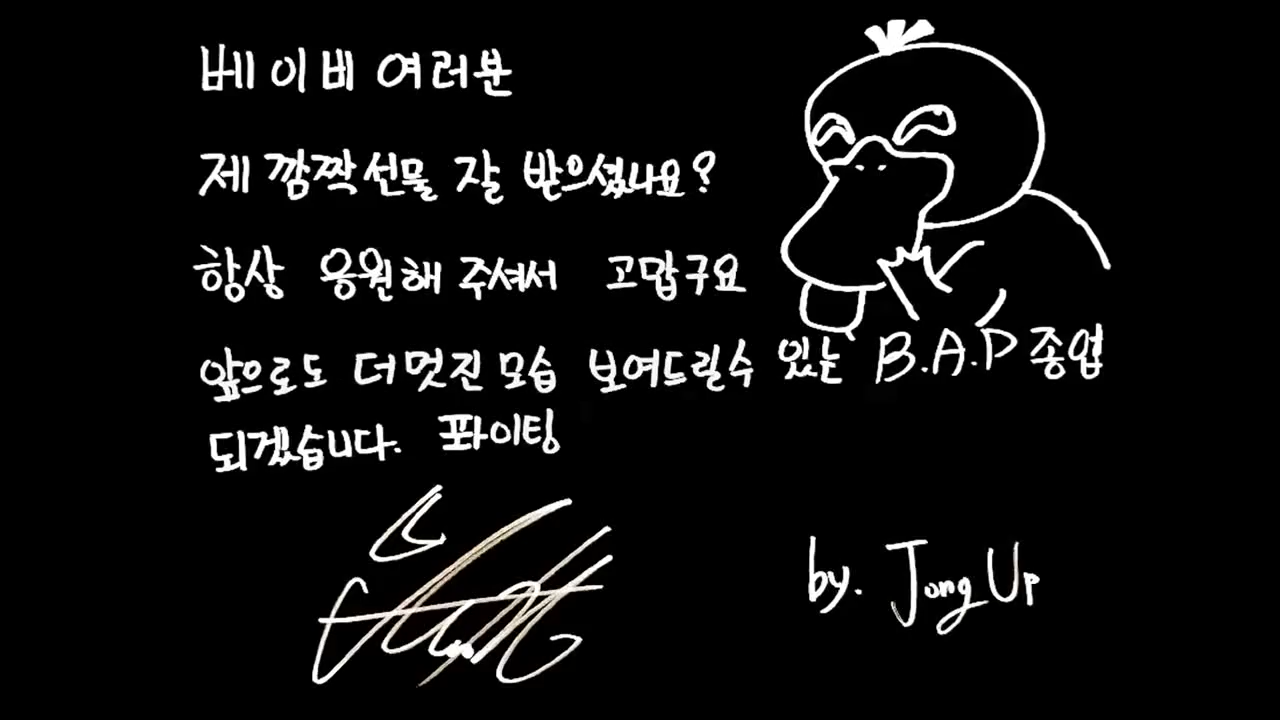 베이비 여러분
제 깜짝선물 잘 받으셨나요?
항상 응원해 주셔서 고맙구요
앞으로도 더 멋진 모습 보여드릴수 있는 B.A.P 종업
되겠습니다. 퐈이팅
by. Jong Up